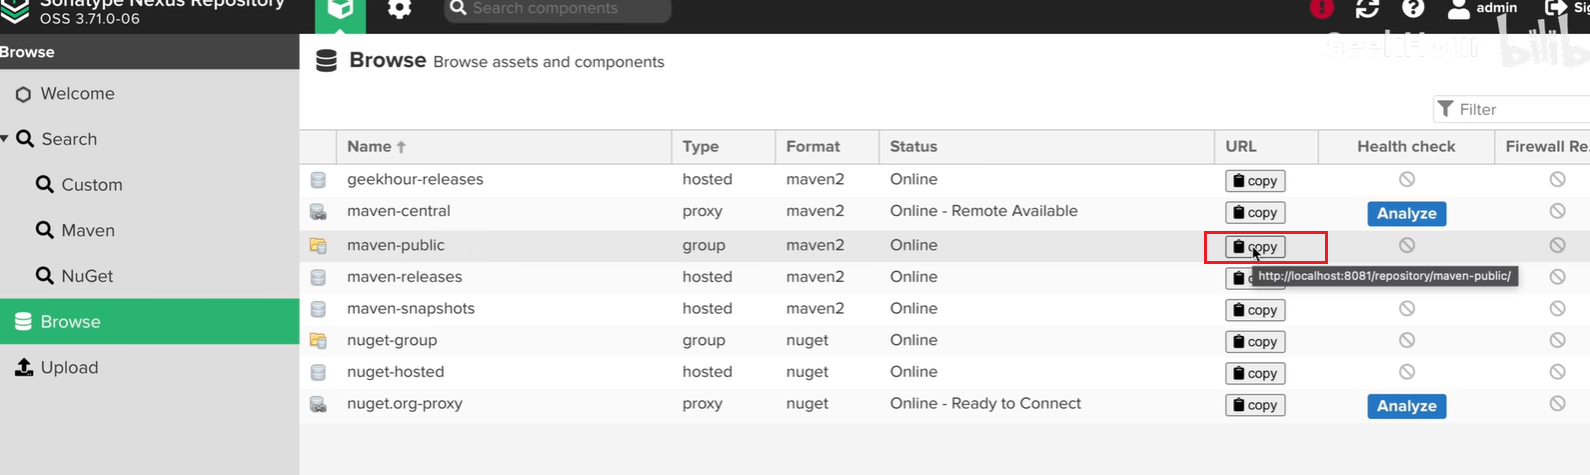 Sonatype Nexus Repository
OSS 3.71.0-06
Search components
admin
Browse
GeekHour
Browse Browse assets and components
Welcome
Filter
Search
Name Type Format Status URL Health check Firewall Re.
Custom
geekhour-releases hosted maven2 Online copy
maven-central proxy maven2 Online - Remote Available copy Analyze
Maven
maven-public group maven2 Online copy
NuGet
maven-releases hosted maven2 Online
http://localhost:8081/repository/maven-public/
maven-snapshots hosted maven2 Online copy
Browse
nuget-group group nuget Online copy
Upload
nuget-hosted hosted nuget Online copy
nuget.org-proxy proxy nuget Online - Ready to Connect copy Analyze